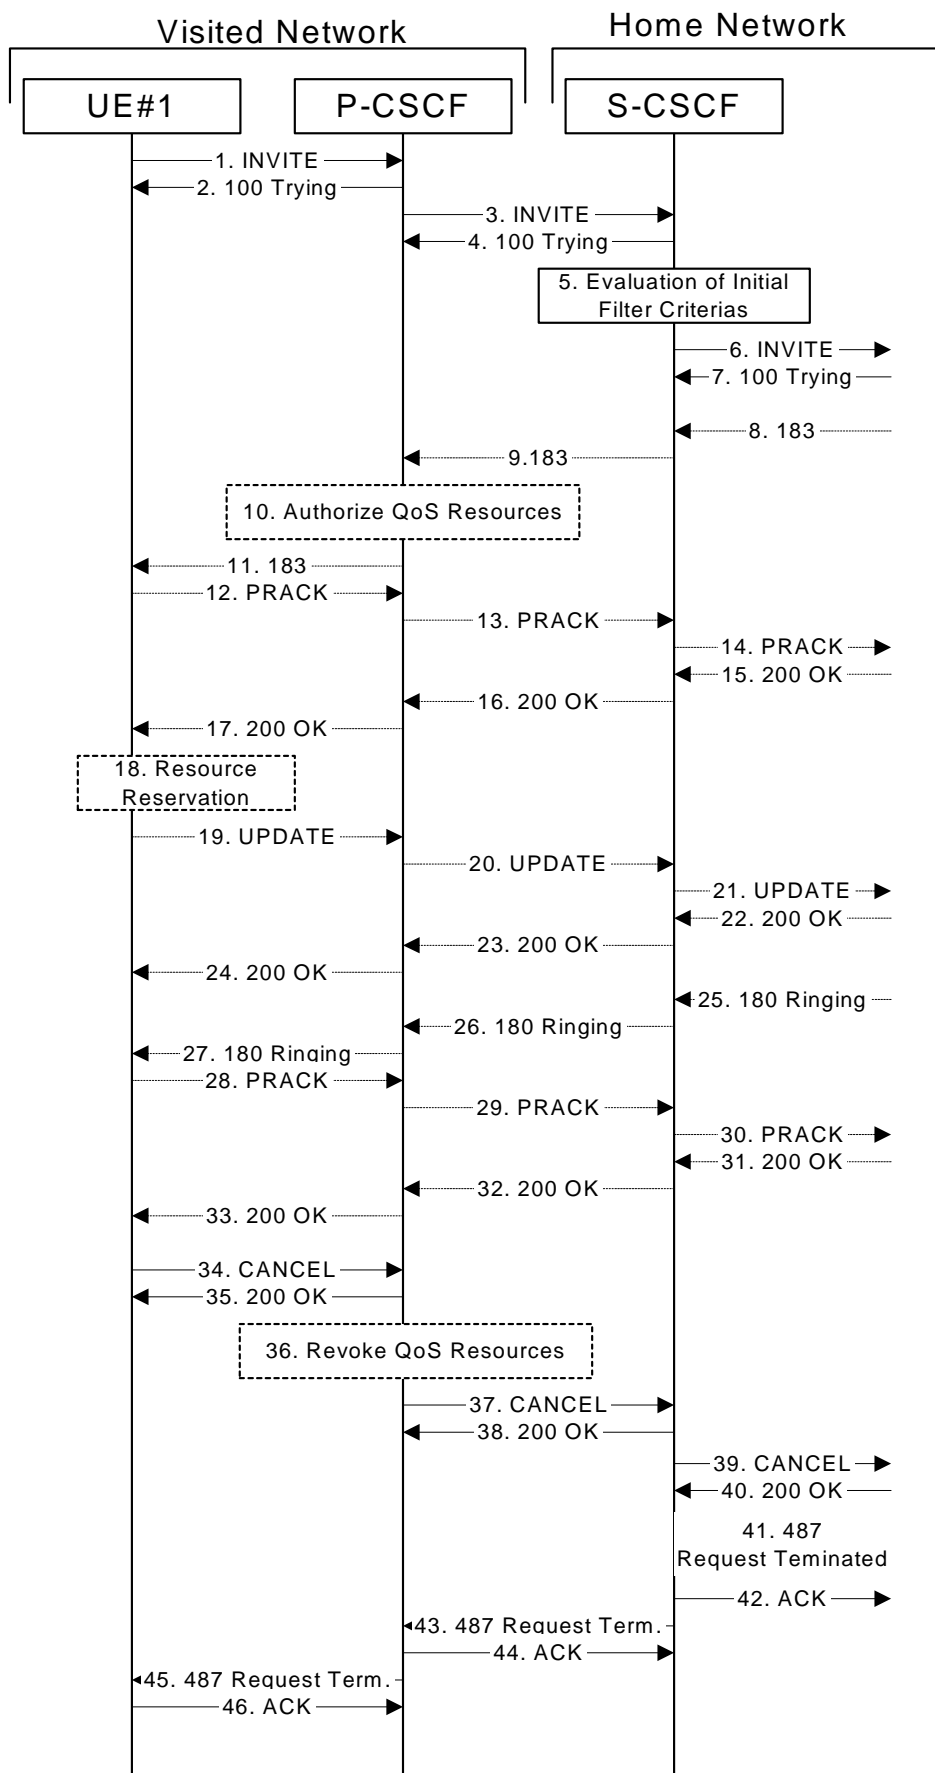 Visited Network
Home Network
UE#1
P-CSCF
S-CSCF
1. INVITE
2. 100 Trying
3. INVITE
4. 100 Trying
5. Evaluation of Initial
Filter Criterias
6. INVITE
7. 100 Trying
8. 183
9.183
10. Authorize QoS Resources
11. 183
12. PRACK
13. PRACK
14. PRACK
15. 200 OK
16. 200 OK
17. 200 OK
18. Resource
Reservation
19. UPDATE
20. UPDATE
21. UPDATE
22. 200 OK
23. 200 OK
24. 200 OK
25. 180 Ringing
26. 180 Ringing
27. 180 Ringing
28. PRACK
29. PRACK
30. PRACK
31. 200 OK
32. 200 OK
33. 200 OK
34. CANCEL
35. 200 OK
36. Revoke QoS Resources
37. CANCEL
38. 200 OK
39. CANCEL
40. 200 OK
41. 487
Request Teminated
42. ACK
43. 487 Request Term.
44. ACK
45. 487 Request Term.
46. ACK